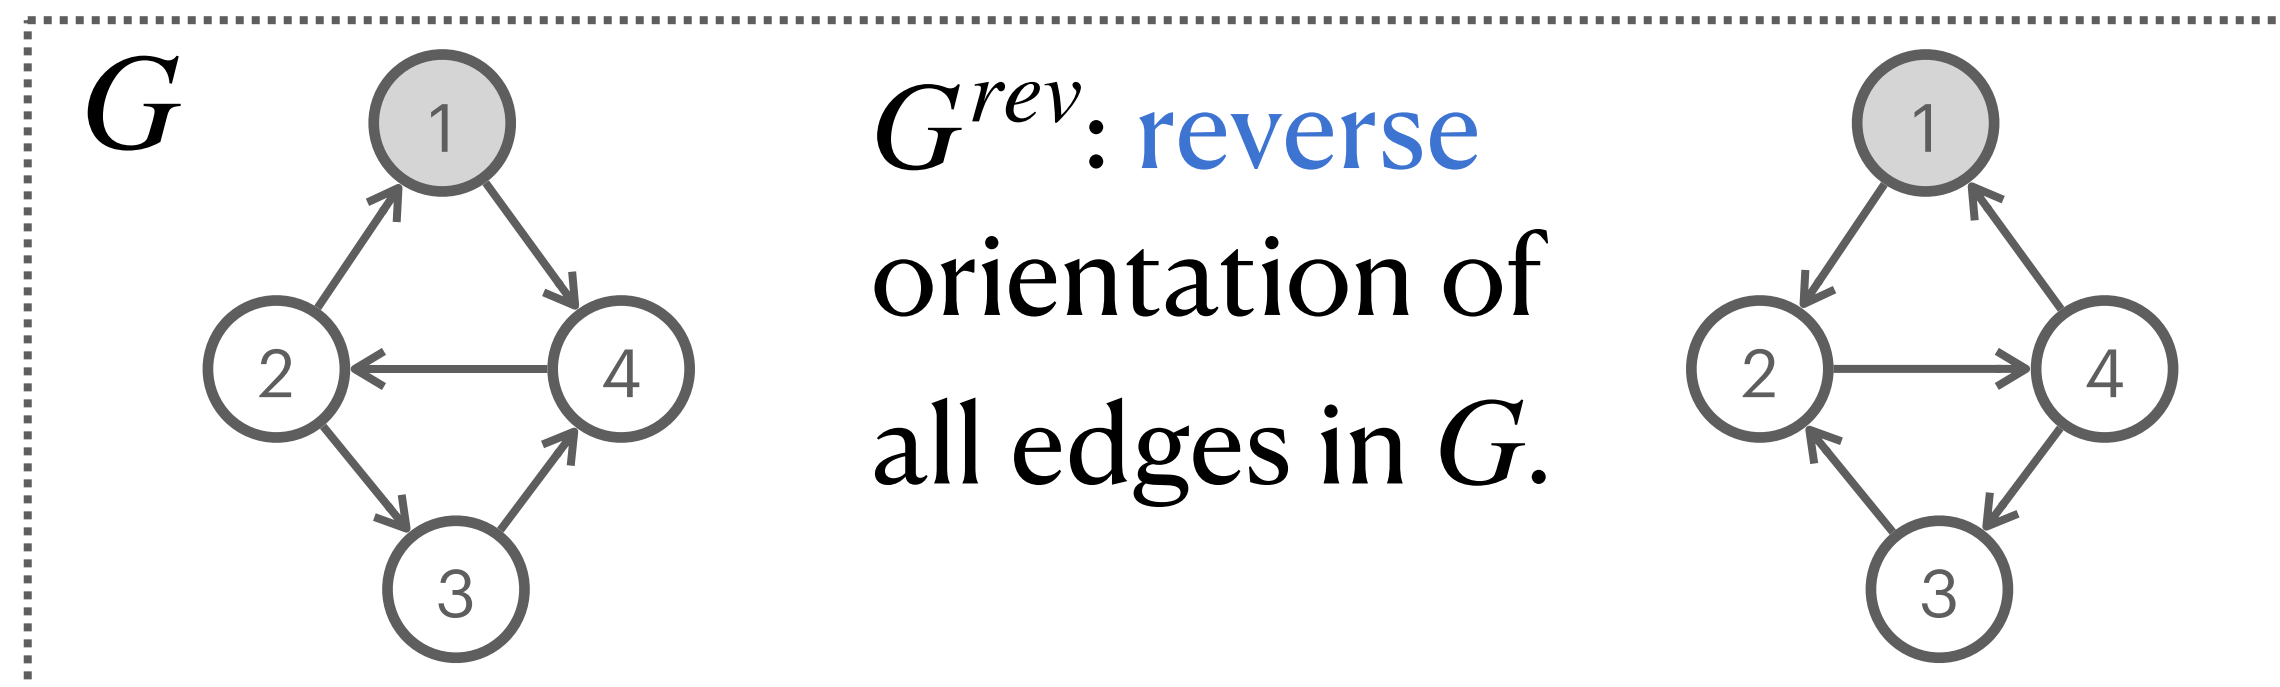 G
1
2
4
3
G^rev: reverse
orientation of
all edges in G.
1
2
4
3